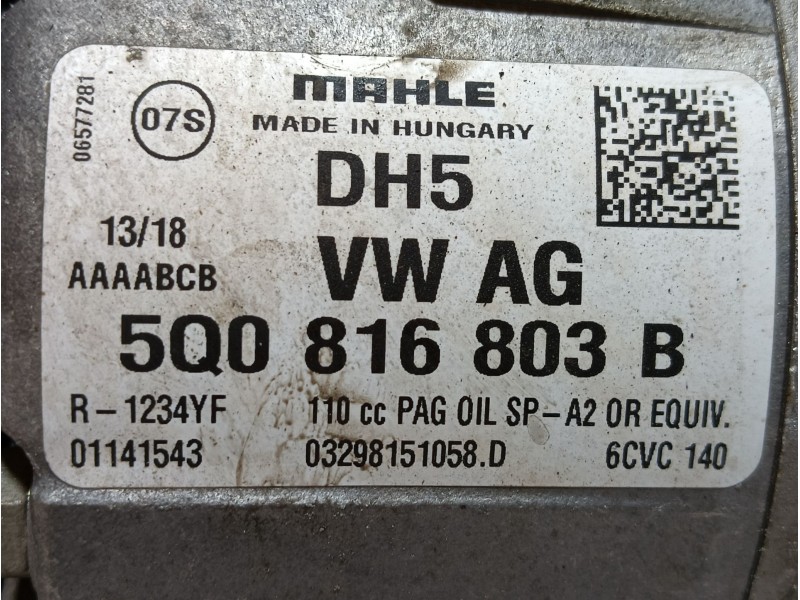 06577281
07S
MAHLE
MADE IN HUNGARY
DH5
13/18
AAAABCB
VW AG
5Q0 816 803 B
R-1234YF 110 cc PAG OIL SP-A2 OR EQUIV.
01141543 03298151058.D 6CVC 140